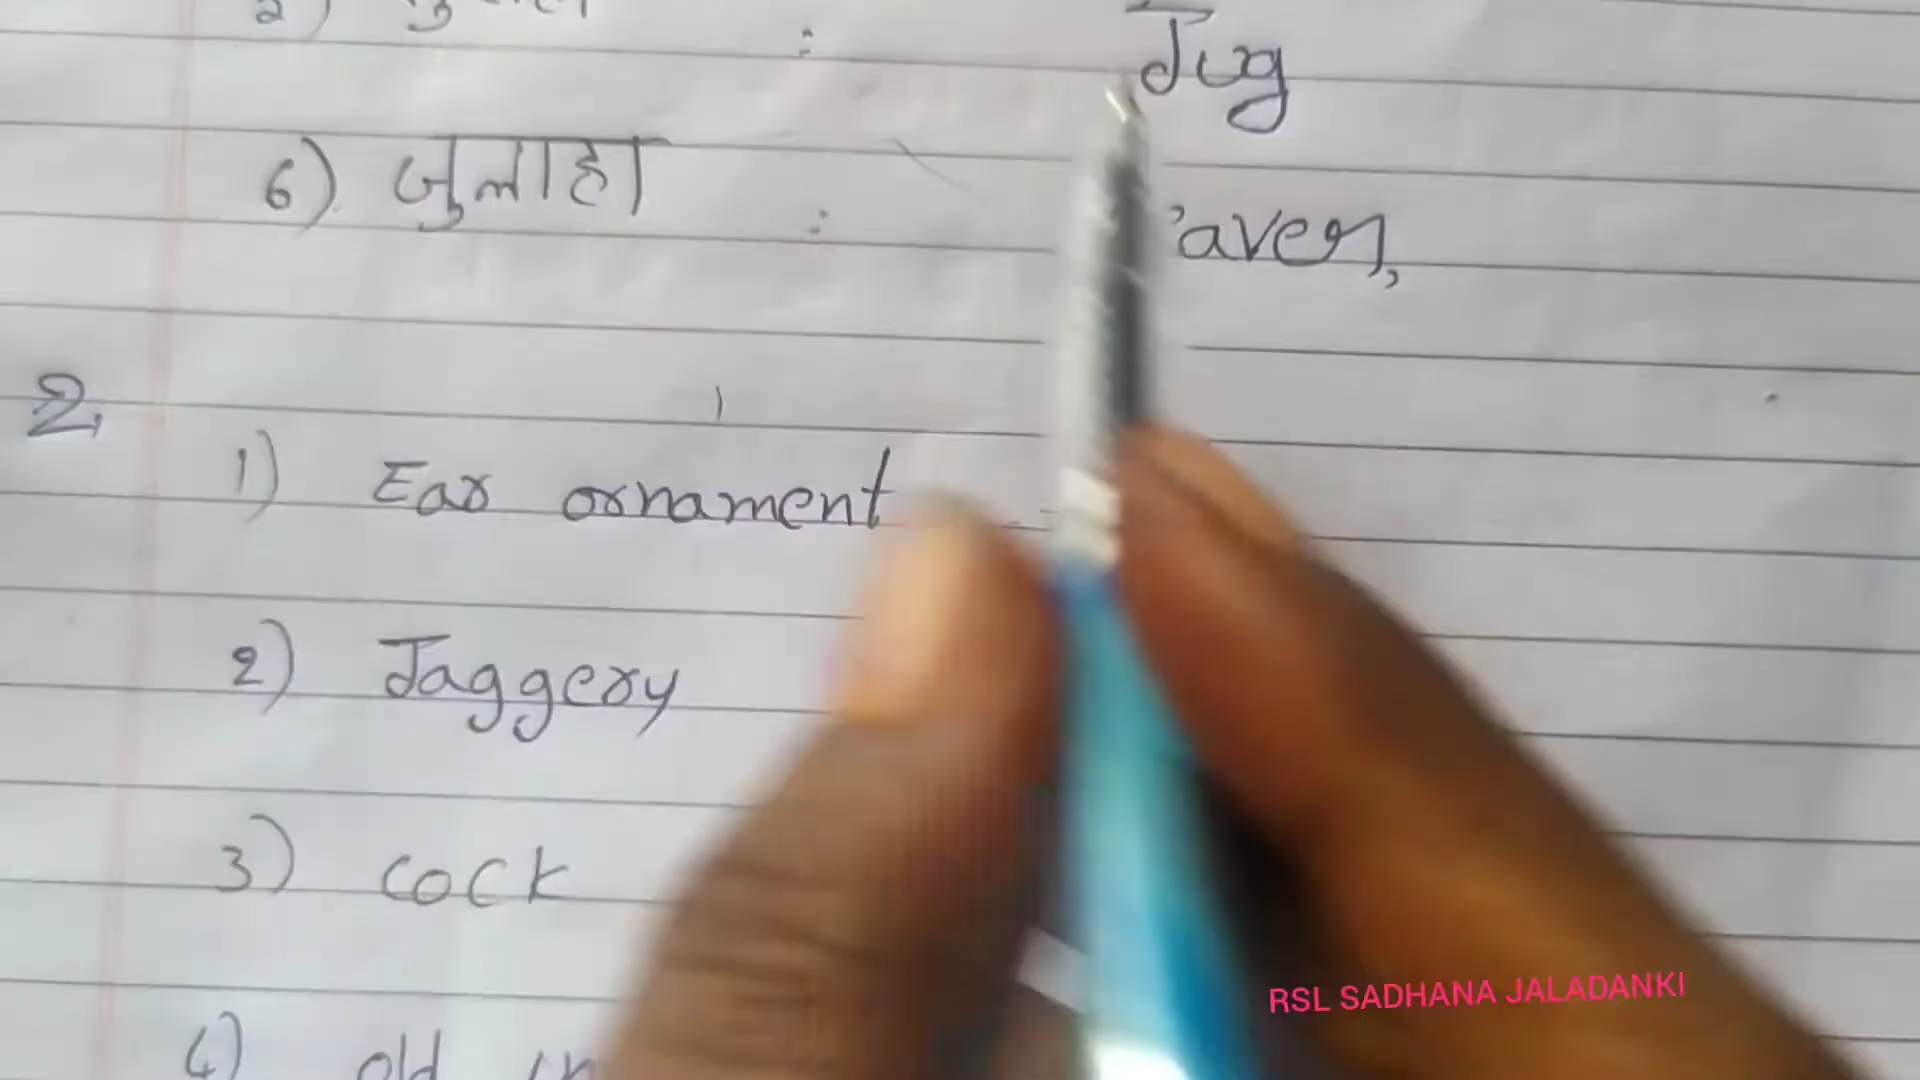 : Jug
6) जुलाहा : aver,
2.
1) Ear ornament
2) Jaggery
3) cock
4) old
RSL SADHANA JALADANKI